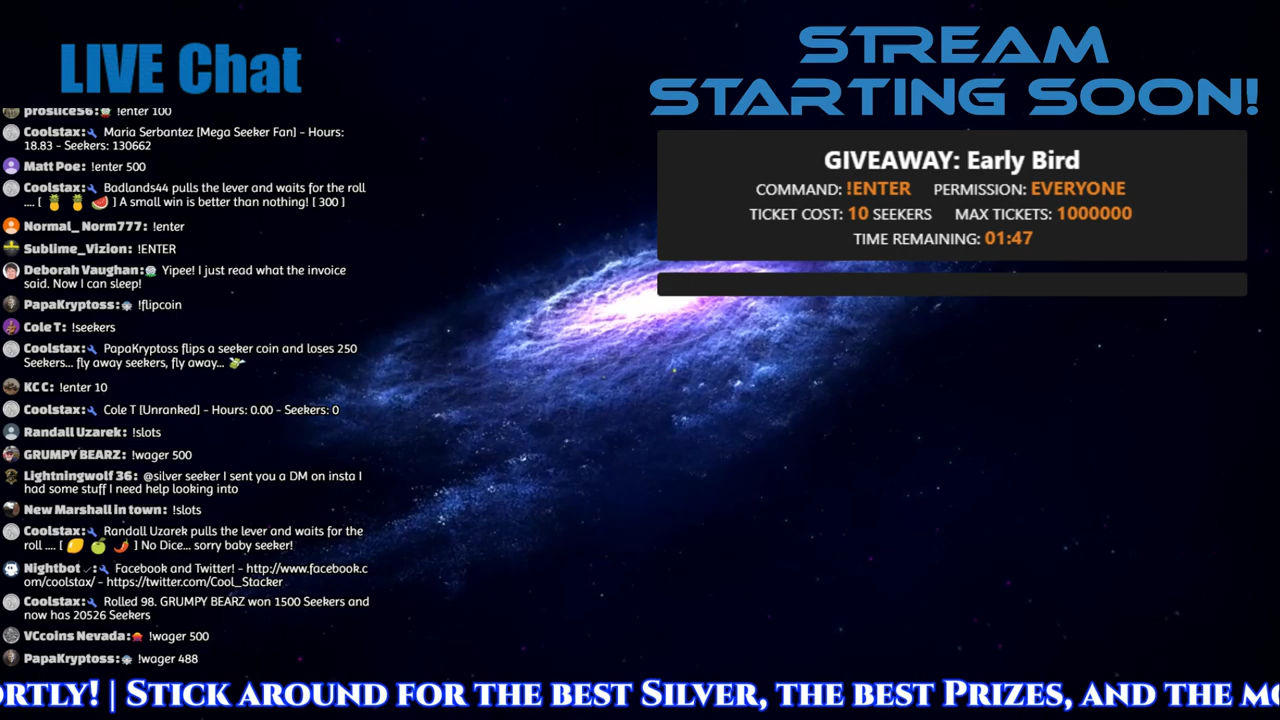 LIVE Chat
proslice56: !enter 100
Coolstax: Maria Serbantez [Mega Seeker Fan] - Hours:
18.83 - Seekers: 130662
Matt Poe: !enter 500
Coolstax: Badlands44 pulls the lever and waits for the roll
.... [ 🍍 🍍 🍉 ] A small win is better than nothing! [ 300 ]
Normal_Norm777: !enter
Sublime_Vizion: !ENTER
Deborah Vaughan: Yipee! I just read what the invoice
said. Now I can sleep!
PapaKryptoss: !flipcoin
Cole T: !seekers
Coolstax: PapaKryptoss flips a seeker coin and loses 250
Seekers... fly away seekers, fly away... 💸
KC C: !enter 10
Coolstax: Cole T [Unranked] - Hours: 0.00 - Seekers: 0
Randall Uzarek: !slots
GRUMPY BEARZ: !wager 500
Lightningwolf 36: @silver seeker I sent you a DM on insta I
had some stuff I need help looking into
New Marshall in town: !slots
Coolstax: Randall Uzarek pulls the lever and waits for the
roll .... [ 🍋 🍏 🌶️ ] No Dice... sorry baby seeker!
Nightbot ✓: Facebook and Twitter! - http://www.facebook.c
om/coolstax/ - https://twitter.com/Cool_Stacker
Coolstax: Rolled 98. GRUMPY BEARZ won 1500 Seekers and
now has 20526 Seekers
VCcoins Nevada: !wager 500
PapaKryptoss: !wager 488
STREAM
STARTING SOON!
GIVEAWAY: Early Bird
COMMAND: !ENTER PERMISSION: EVERYONE
TICKET COST: 10 SEEKERS MAX TICKETS: 1000000
TIME REMAINING: 01:47
ORTLY! | STICK AROUND FOR THE BEST SILVER, THE BEST PRIZES, AND THE MO